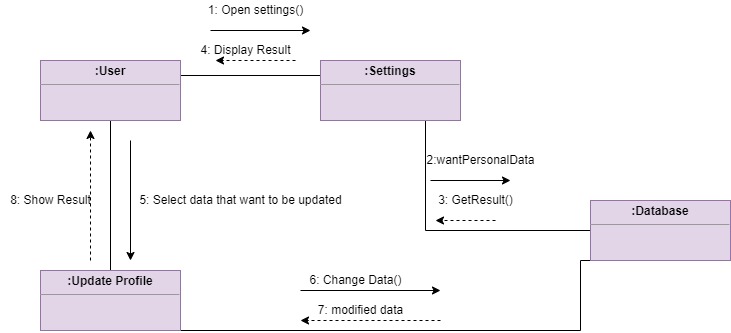 1: Open settings()
4: Display Result
:User
:Settings
2:wantPersonalData
8: Show Result
5: Select data that want to be updated
3: GetResult()
:Database
:Update Profile
6: Change Data()
7: modified data